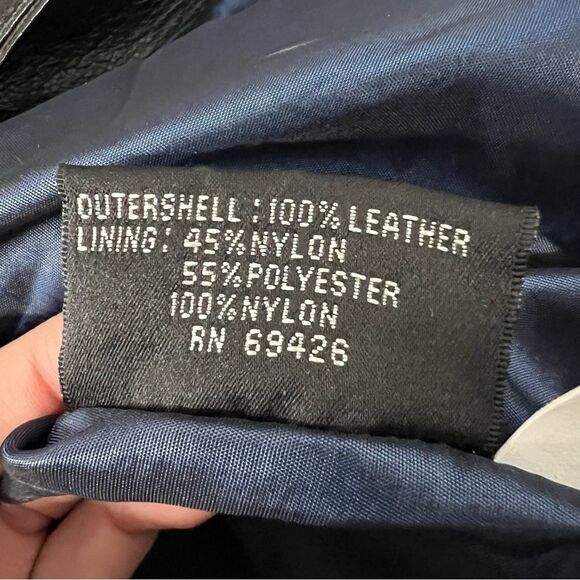 OUTERSHELL : 100% LEATHER
LINING: 45% NYLON
55% POLYESTER
100% NYLON
RN 69426